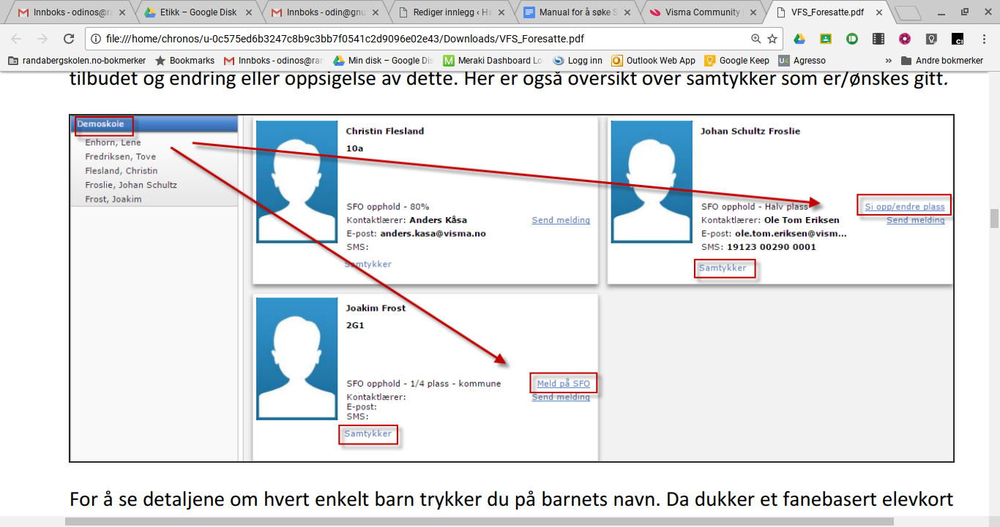 Innboks - odinos@ra
Etikk – Google Disk
Innboks - odin@gnu
Rediger innlegg ‹ Ha
Manual for å søke S
Visma Community
VFS_Foresatte.pdf
file:///home/chronos/u-0c575ed6b3247c8b9c3bb7f0541c2d9096e02e43/Downloads/VFS_Foresatte.pdf
randabergskolen.no-bokmerker
Bookmarks
Innboks - odinos@rar
Min disk – Google Dis
Meraki Dashboard Lo
Logg inn
Outlook Web App
Google Keep
Agresso
»
Andre bokmerker
tilbudet og endring eller oppsigelse av dette. Her er også oversikt over samtykker som er/ønskes gitt.
Demoskole
Enhorn, Lene
Fredriksen, Tove
Flesland, Christin
Froslie, Johan Schultz
Frost, Joakim
Christin Flesland
10a
SFO opphold - 80%
Kontaktlærer: Anders Kåsa
Send melding
E-post: anders.kasa@visma.no
SMS:
Samtykker
Johan Schultz Froslie
SFO opphold - Halv plass
Si opp/endre plass
Kontaktlærer: Ole Tom Eriksen
Send melding
E-post: ole.tom.eriksen@vism...
SMS: 19123 00290 0001
Samtykker
Joakim Frost
2G1
SFO opphold - 1/4 plass - kommune
Meld på SFO
Kontaktlærer:
Send melding
E-post:
SMS:
Samtykker
For å se detaljene om hvert enkelt barn trykker du på barnets navn. Da dukker et fanebasert elevkort